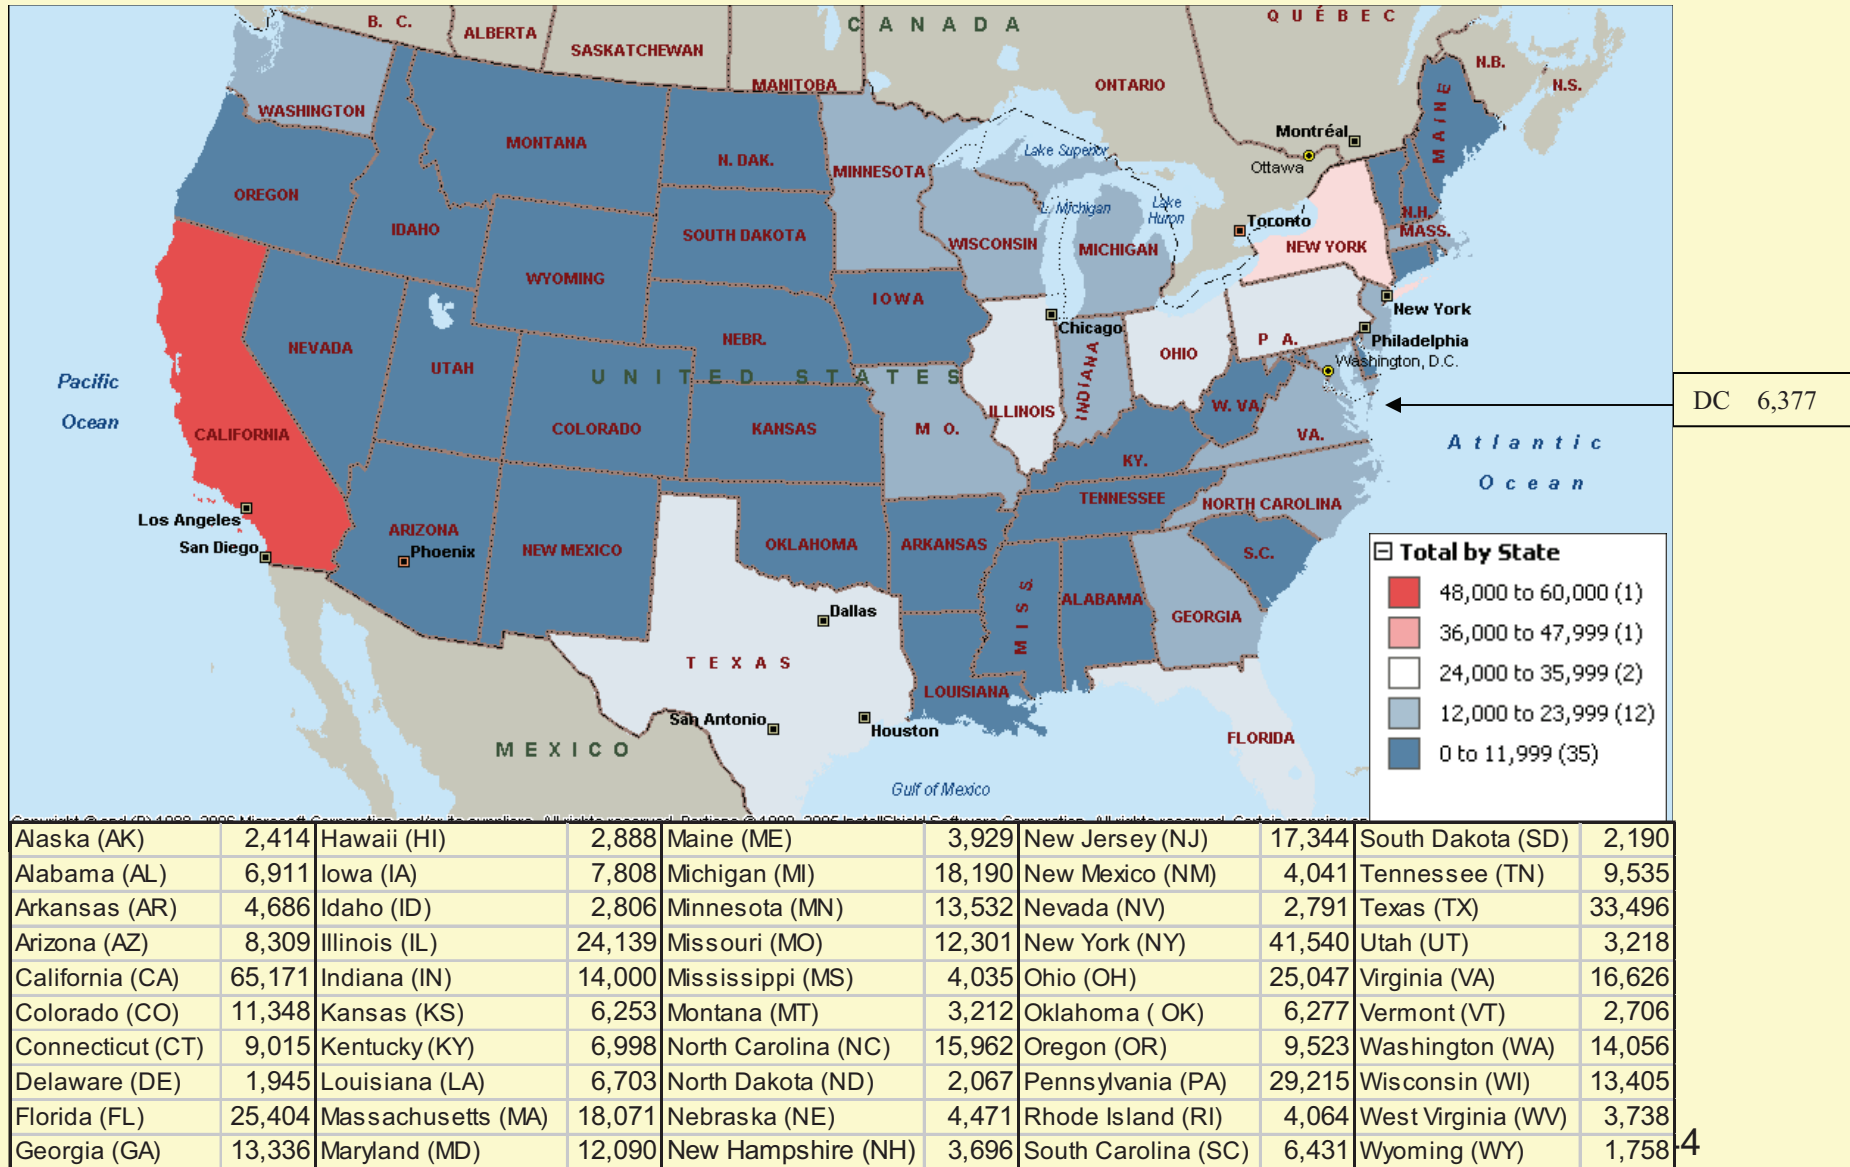 B. C.
ALBERTA
SASKATCHEWAN
MANITOBA
CANADA
ONTARIO
QUÉBEC
N.B.
N.S.
WASHINGTON
MONTANA
N. DAK.
MINNESOTA
Lake Superior
Montréal
Ottawa
MAINE
OREGON
IDAHO
SOUTH DAKOTA
WISCONSIN
L. Michigan
MICHIGAN
Lake
Huron
Toronto
NEW YORK
N.H.
MASS.
WYOMING
IOWA
New York
NEVADA
UTAH
NEBR.
Chicago
INDIANA
OHIO
P A.
Philadelphia
Washington, D.C.
Pacific
Ocean
UNITED STATES
CALIFORNIA
COLORADO
KANSAS
M O.
ILLINOIS
W. VA.
VA.
KY.
DC 6,377
Atlantic
Ocean
Los Angeles
San Diego
ARIZONA
Phoenix
NEW MEXICO
OKLAHOMA
ARKANSAS
TENNESSEE
NORTH CAROLINA
S.C.
MISS.
ALABAMA
GEORGIA
Dallas
TEXAS
LOUISIANA
San Antonio
Houston
FLORIDA
MEXICO
Gulf of Mexico
Total by State
48,000 to 60,000 (1)
36,000 to 47,999 (1)
24,000 to 35,999 (2)
12,000 to 23,999 (12)
0 to 11,999 (35)
Alaska (AK) 2,414 Hawaii (HI) 2,888 Maine (ME) 3,929 New Jersey (NJ) 17,344 South Dakota (SD) 2,190
Alabama (AL) 6,911 Iowa (IA) 7,808 Michigan (MI) 18,190 New Mexico (NM) 4,041 Tennessee (TN) 9,535
Arkansas (AR) 4,686 Idaho (ID) 2,806 Minnesota (MN) 13,532 Nevada (NV) 2,791 Texas (TX) 33,496
Arizona (AZ) 8,309 Illinois (IL) 24,139 Missouri (MO) 12,301 New York (NY) 41,540 Utah (UT) 3,218
California (CA) 65,171 Indiana (IN) 14,000 Mississippi (MS) 4,035 Ohio (OH) 25,047 Virginia (VA) 16,626
Colorado (CO) 11,348 Kansas (KS) 6,253 Montana (MT) 3,212 Oklahoma ( OK) 6,277 Vermont (VT) 2,706
Connecticut (CT) 9,015 Kentucky (KY) 6,998 North Carolina (NC) 15,962 Oregon (OR) 9,523 Washington (WA) 14,056
Delaware (DE) 1,945 Louisiana (LA) 6,703 North Dakota (ND) 2,067 Pennsylvania (PA) 29,215 Wisconsin (WI) 13,405
Florida (FL) 25,404 Massachusetts (MA) 18,071 Nebraska (NE) 4,471 Rhode Island (RI) 4,064 West Virginia (WV) 3,738
Georgia (GA) 13,336 Maryland (MD) 12,090 New Hampshire (NH) 3,696 South Carolina (SC) 6,431 Wyoming (WY) 1,758
4